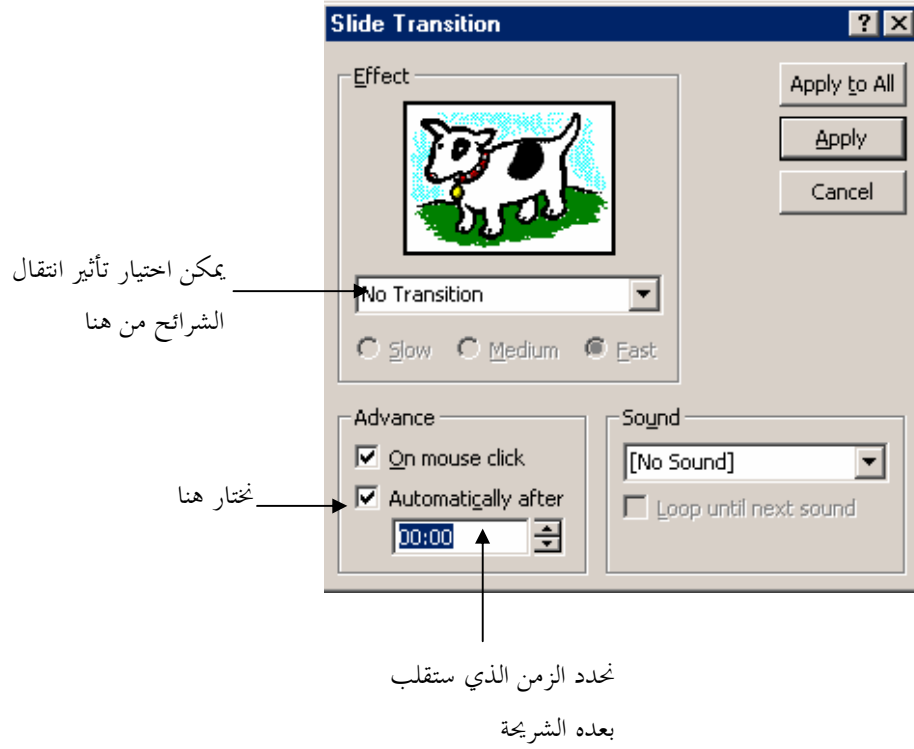 Slide Transition
Effect
Apply to All
Apply
Cancel
يمكن اختيار تأثير انتقال
الشرائح من هنا
No Transition
Slow Medium Fast
Advance
Sound
On mouse click
[No Sound]
نختار هنا
Automatically after
Loop until next sound
00:00
نحدد الزمن الذي ستقلب
بعده الشريحة